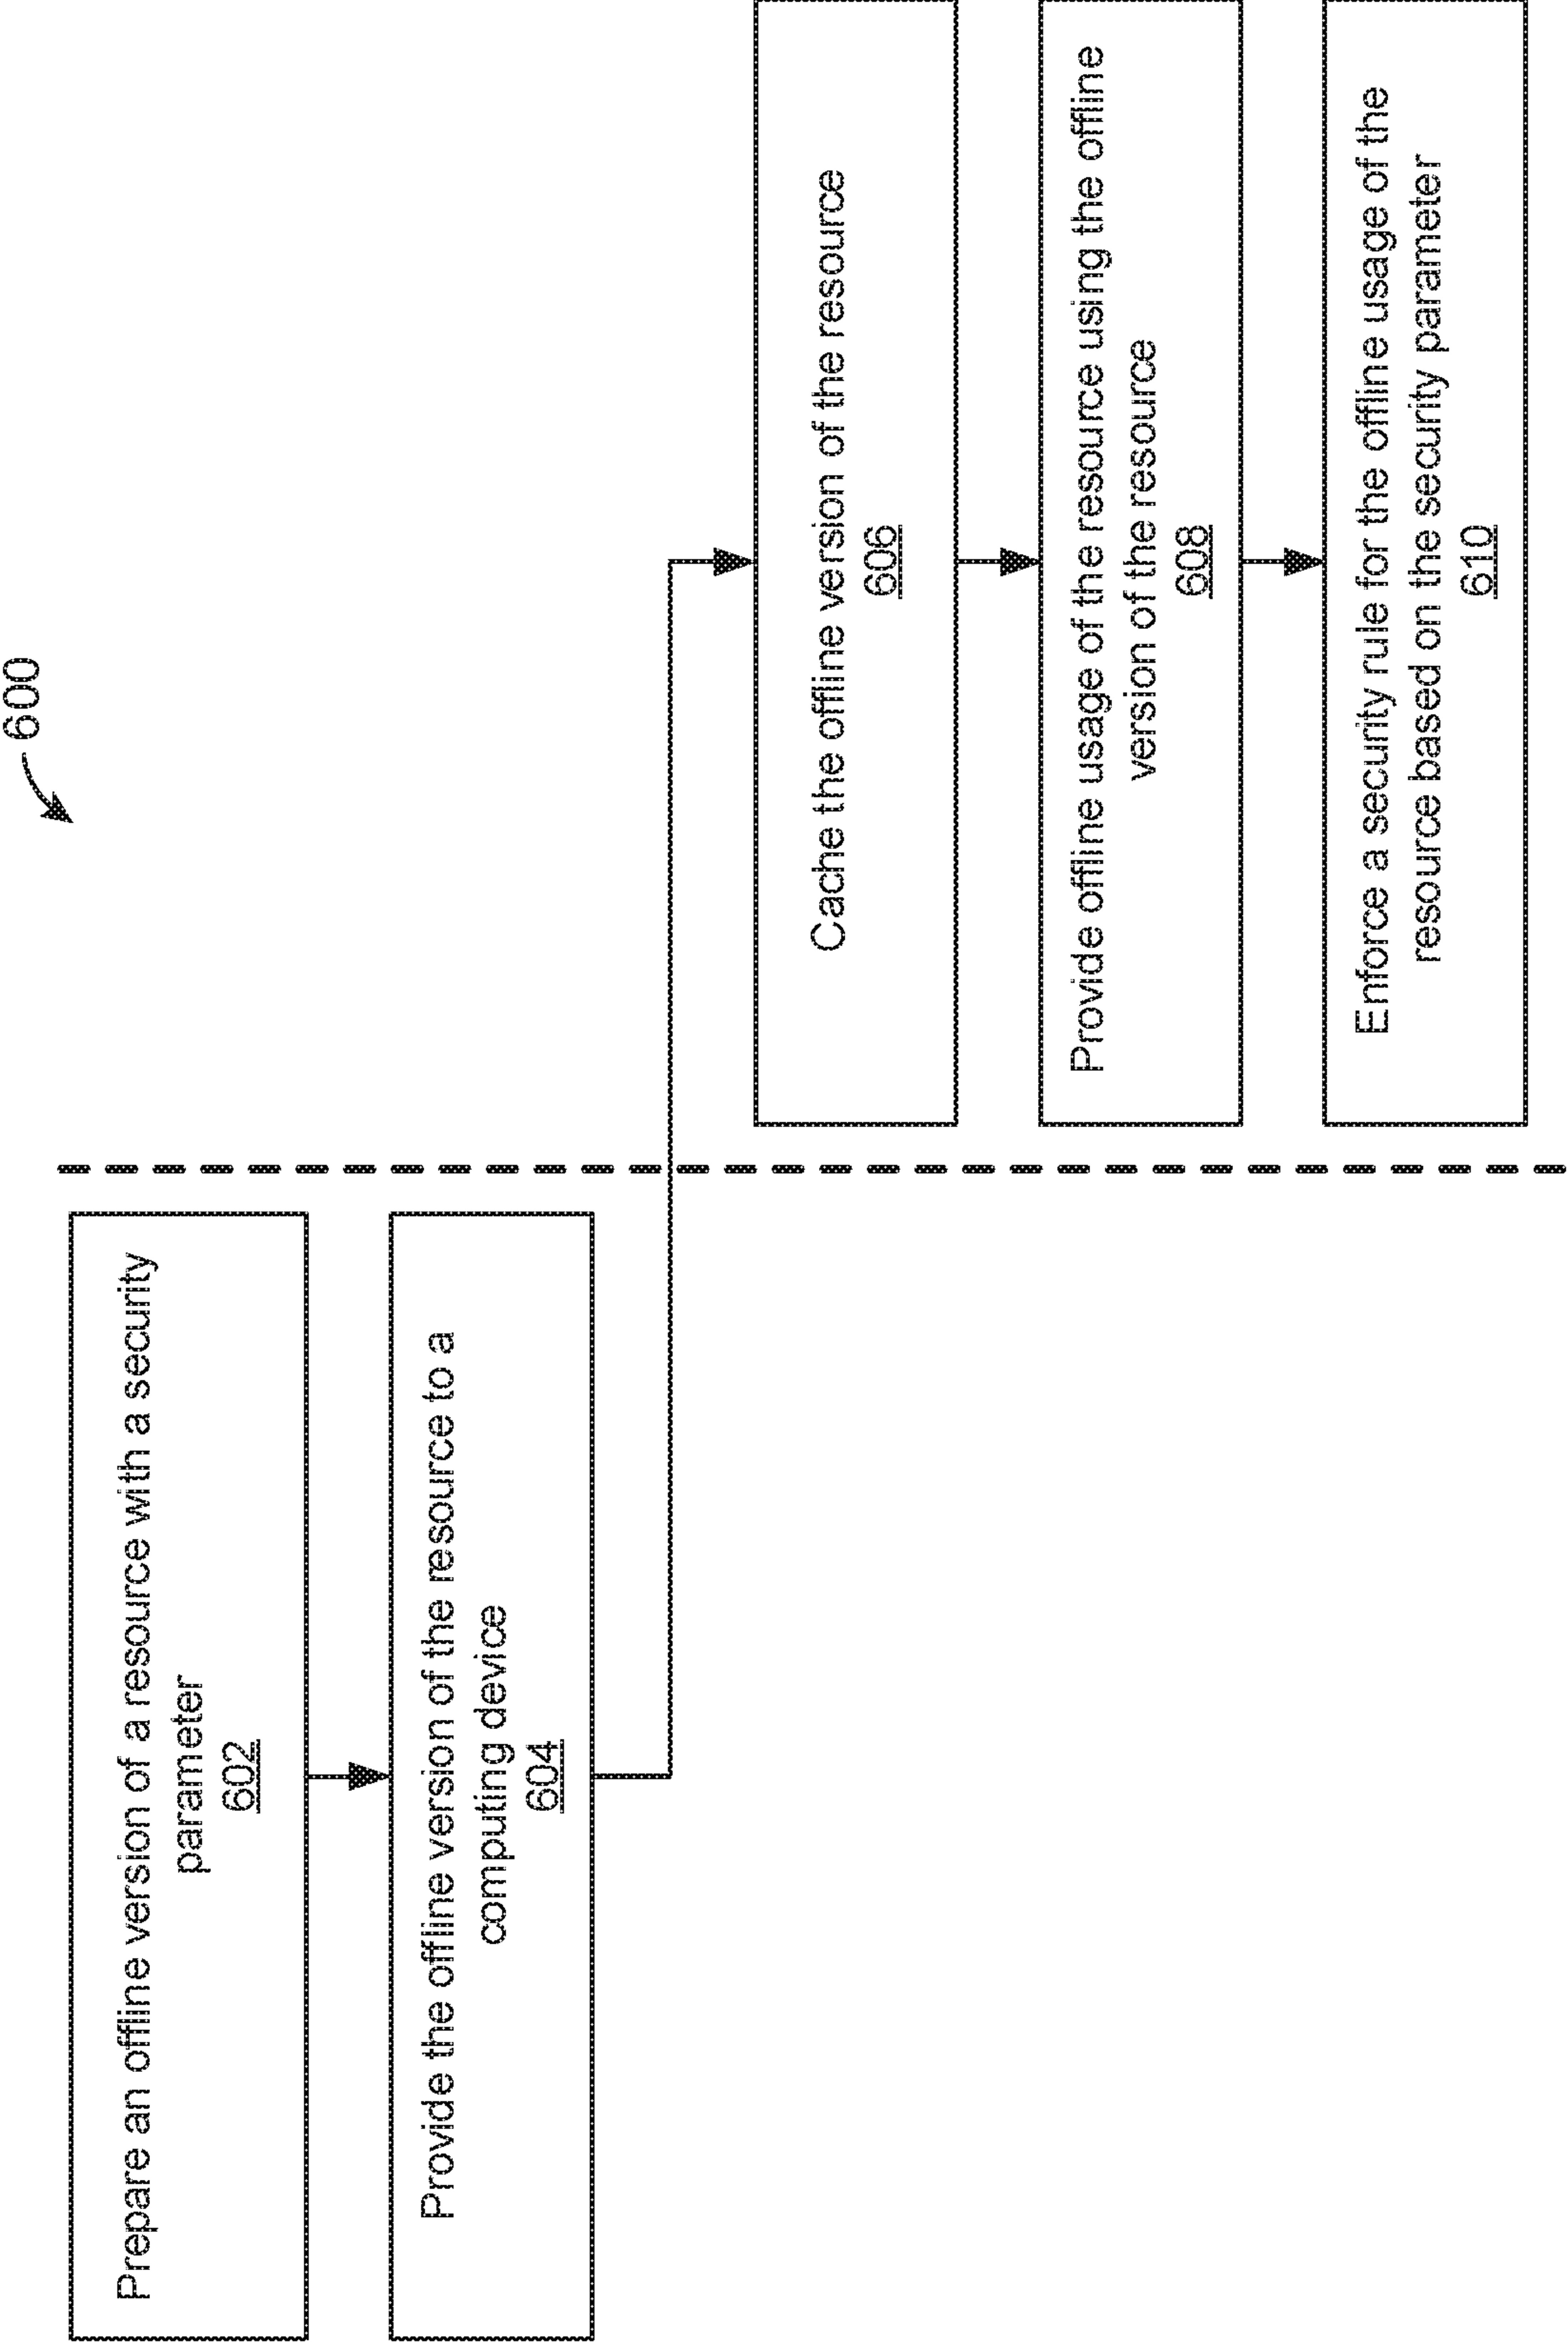 600
Prepare an offline version of a resource with a security
parameter
602
Provide the offline version of the resource to a
computing device
604
Cache the offline version of the resource
606
Provide offline usage of the resource using the offline
version of the resource
608
Enforce a security rule for the offline usage of the
resource based on the security parameter
610